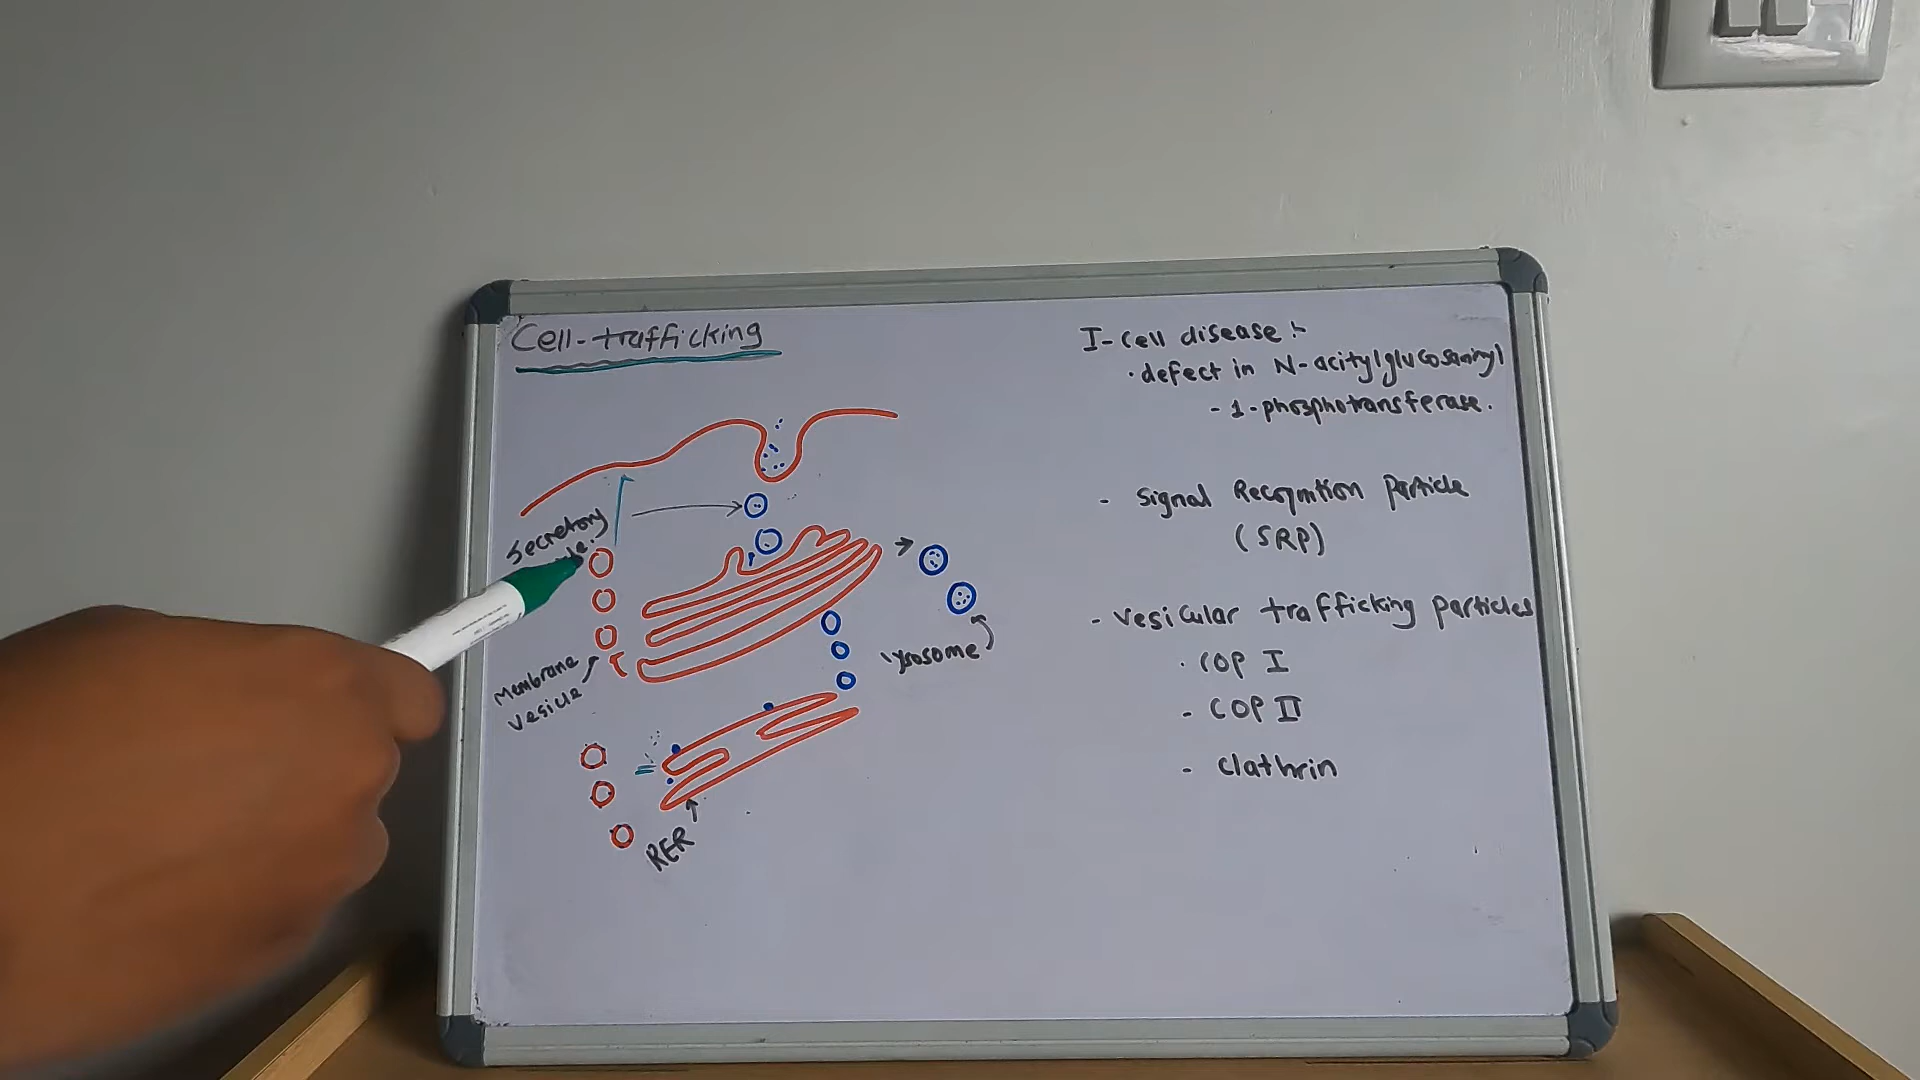 Cell-trafficking
Secretory
Membrane
vesicle
RER
lysosome
I-cell disease :-
· defect in N-acitylglucosaminyl
- 1-phosphotransferase.
- Signal Recognition Particle
(SRP)
- vesicular trafficking particles
· COP I
- COP II
- clathrin